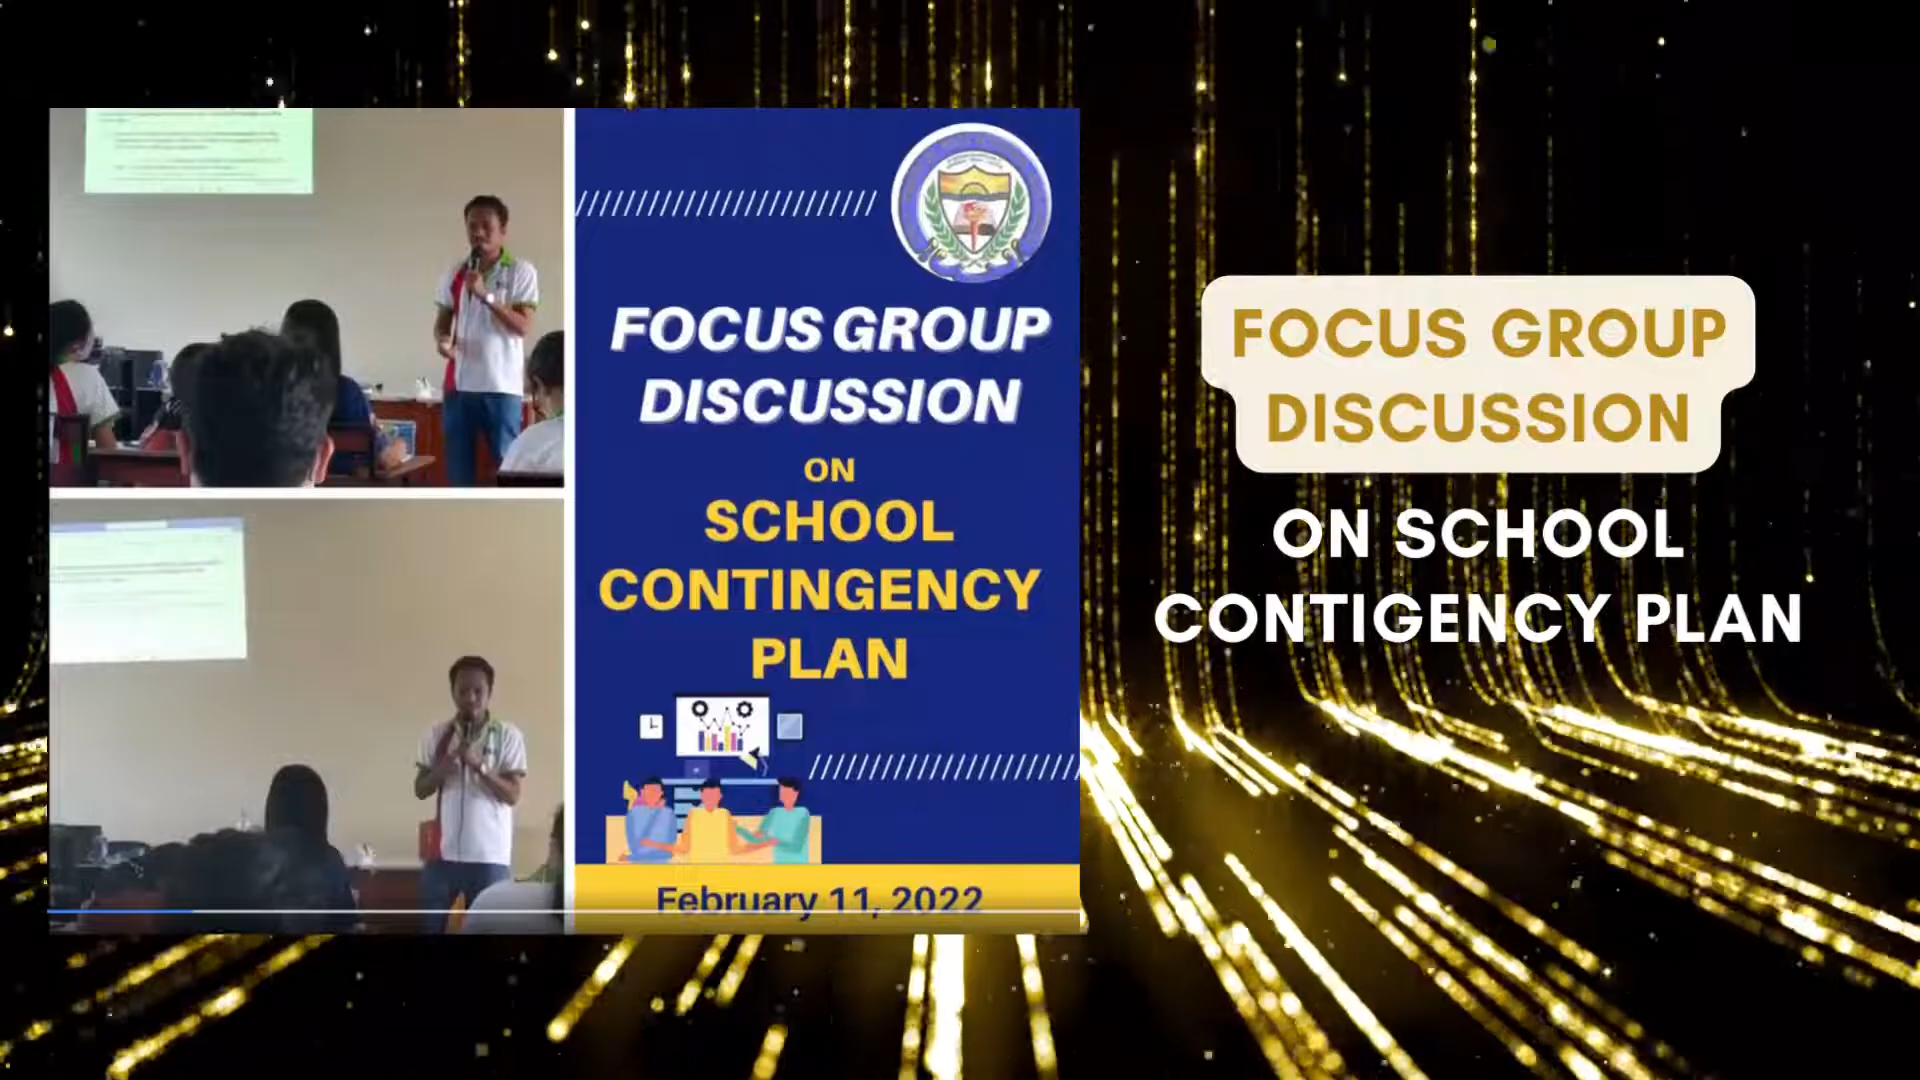 FOCUS GROUP
DISCUSSION
ON
SCHOOL
CONTINGENCY
PLAN
February 11, 2022
FOCUS GROUP
DISCUSSION
ON SCHOOL
CONTIGENCY PLAN